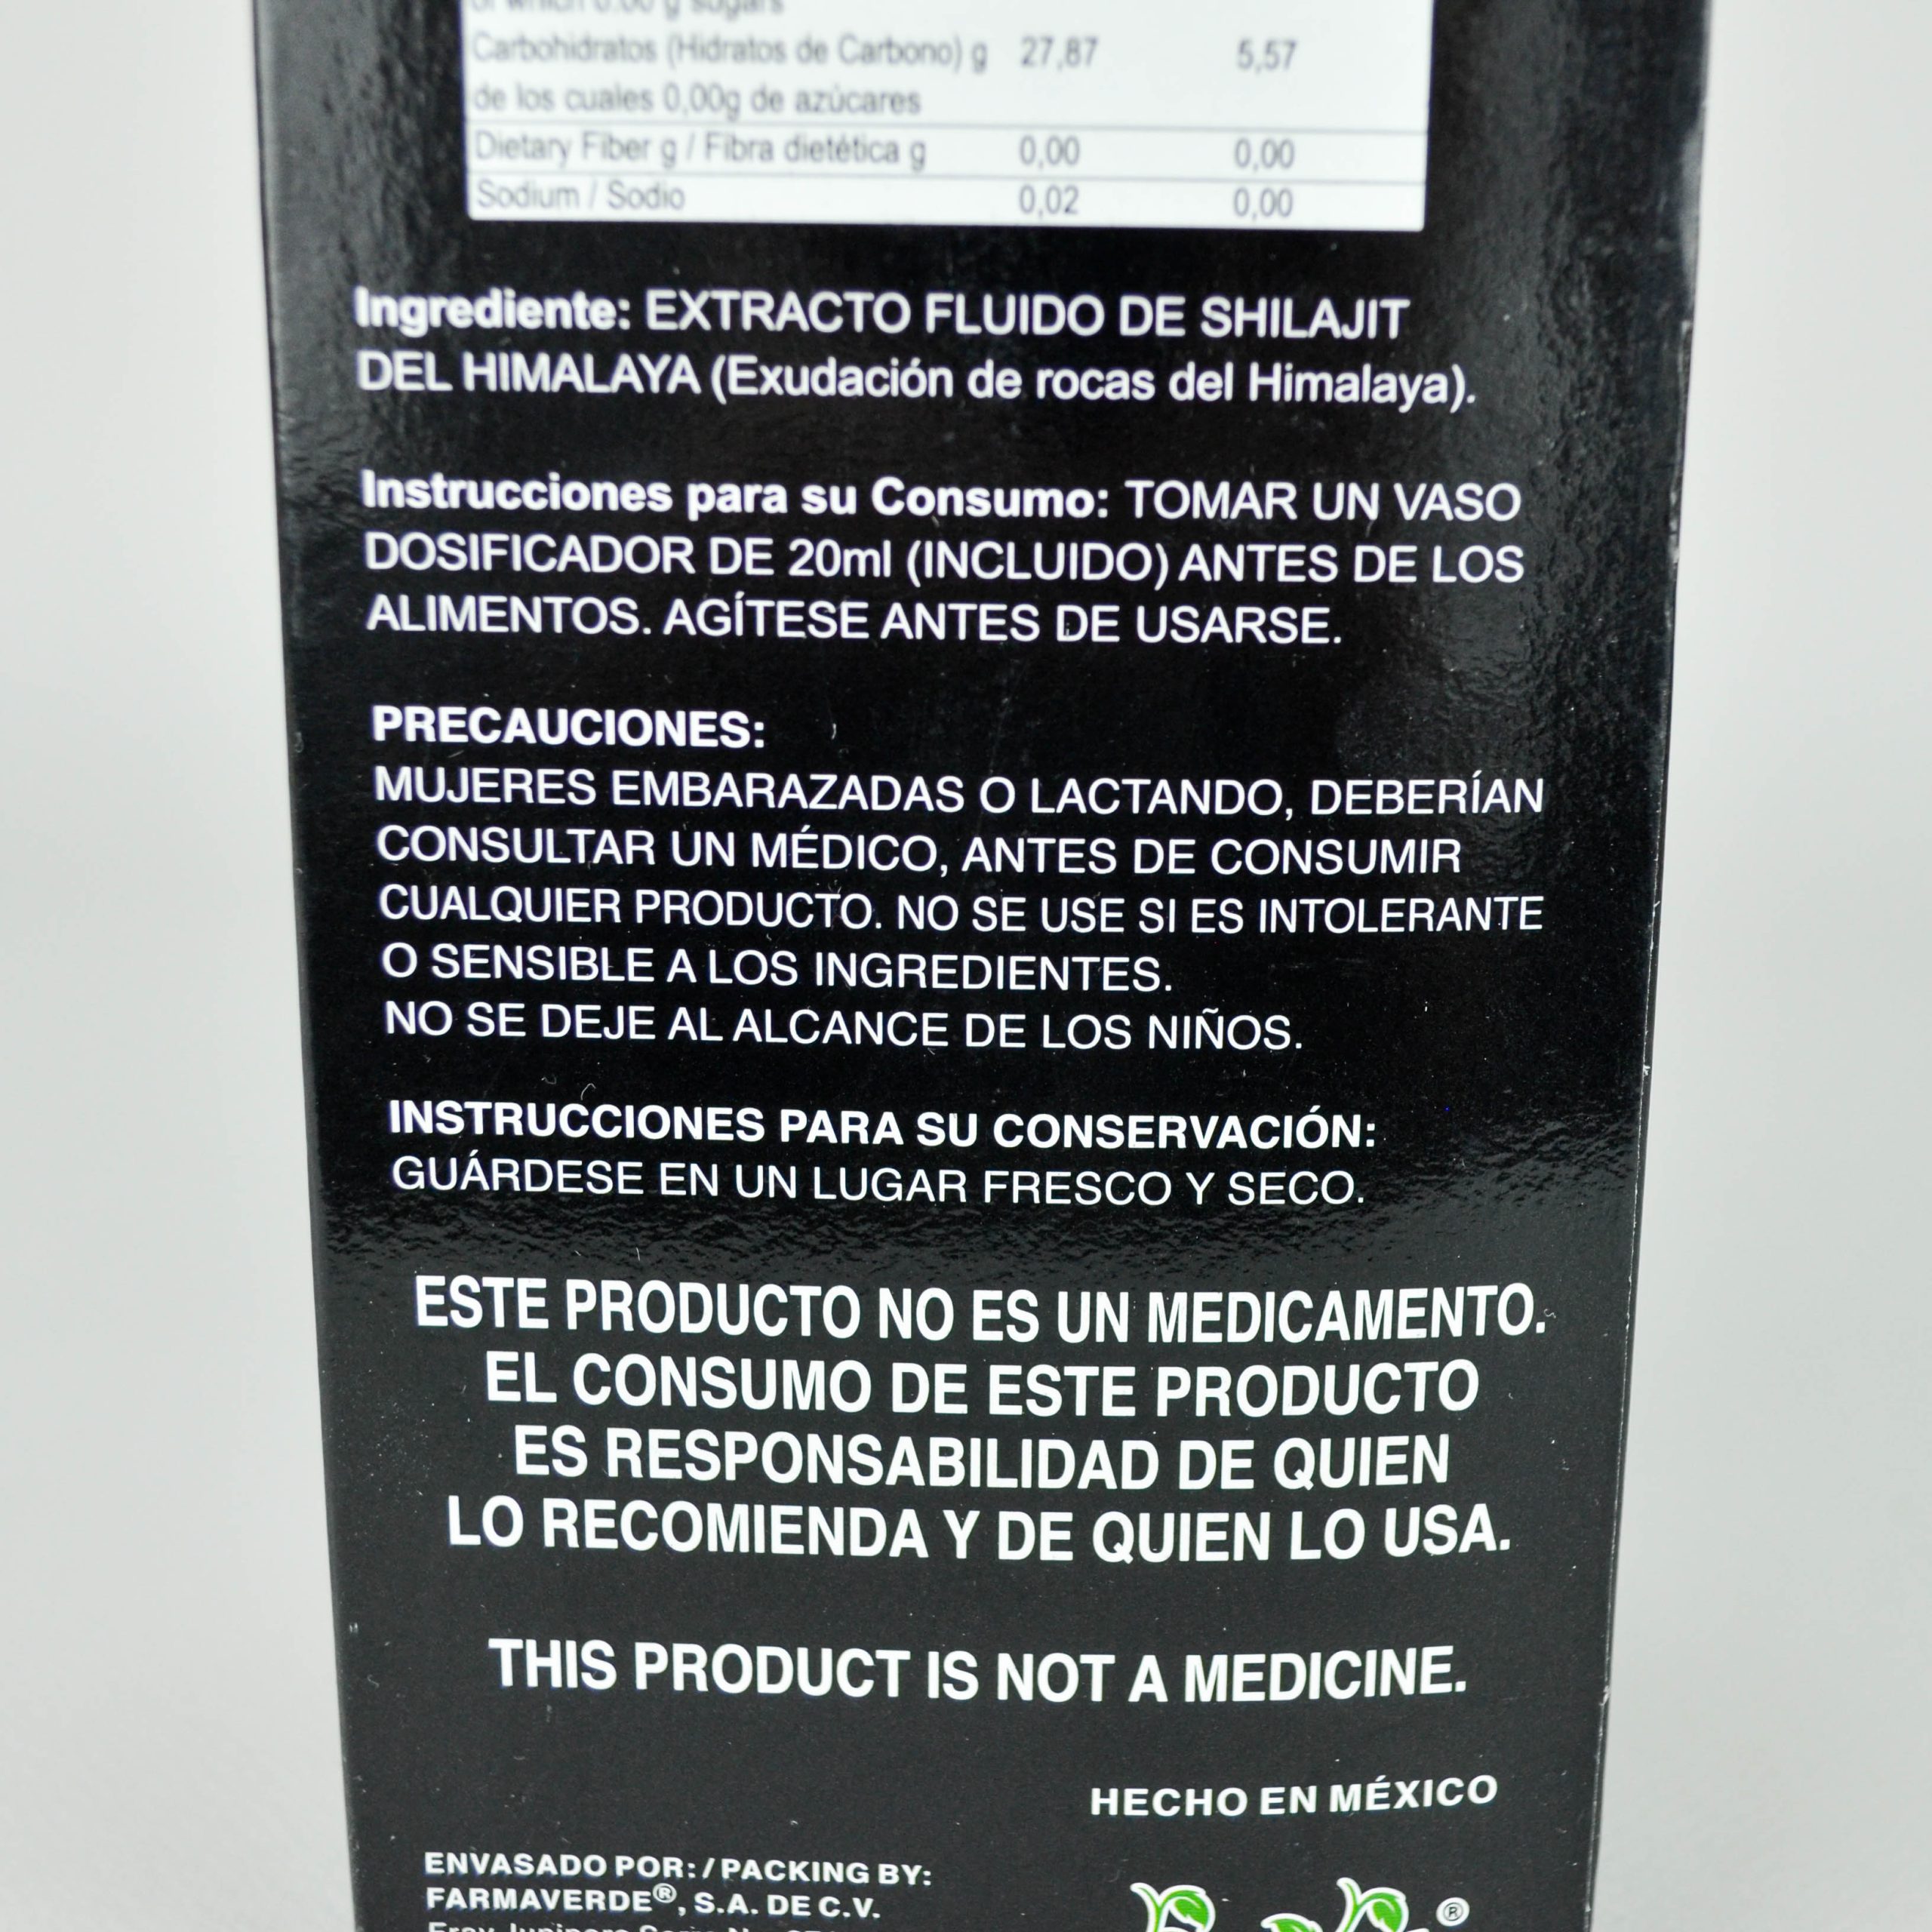 of which 0.00 g sugars
Carbohidratos (Hidratos de Carbono) g 27,87 5,57
de los cuales 0,00g de azúcares
Dietary Fiber g / Fibra dietética g 0,00 0,00
Sodium / Sodio 0,02 0,00
Ingrediente: EXTRACTO FLUIDO DE SHILAJIT
DEL HIMALAYA (Exudación de rocas del Himalaya).
Instrucciones para su Consumo: TOMAR UN VASO
DOSIFICADOR DE 20ml (INCLUIDO) ANTES DE LOS
ALIMENTOS. AGÍTESE ANTES DE USARSE.
PRECAUCIONES:
MUJERES EMBARAZADAS O LACTANDO, DEBERÍAN
CONSULTAR UN MÉDICO, ANTES DE CONSUMIR
CUALQUIER PRODUCTO. NO SE USE SI ES INTOLERANTE
O SENSIBLE A LOS INGREDIENTES.
NO SE DEJE AL ALCANCE DE LOS NIÑOS.
INSTRUCCIONES PARA SU CONSERVACIÓN:
GUÁRDESE EN UN LUGAR FRESCO Y SECO.
ESTE PRODUCTO NO ES UN MEDICAMENTO.
EL CONSUMO DE ESTE PRODUCTO
ES RESPONSABILIDAD DE QUIEN
LO RECOMIENDA Y DE QUIEN LO USA.
THIS PRODUCT IS NOT A MEDICINE.
HECHO EN MÉXICO
ENVASADO POR: / PACKING BY:
FARMAVERDE®, S.A. DE C.V.
®